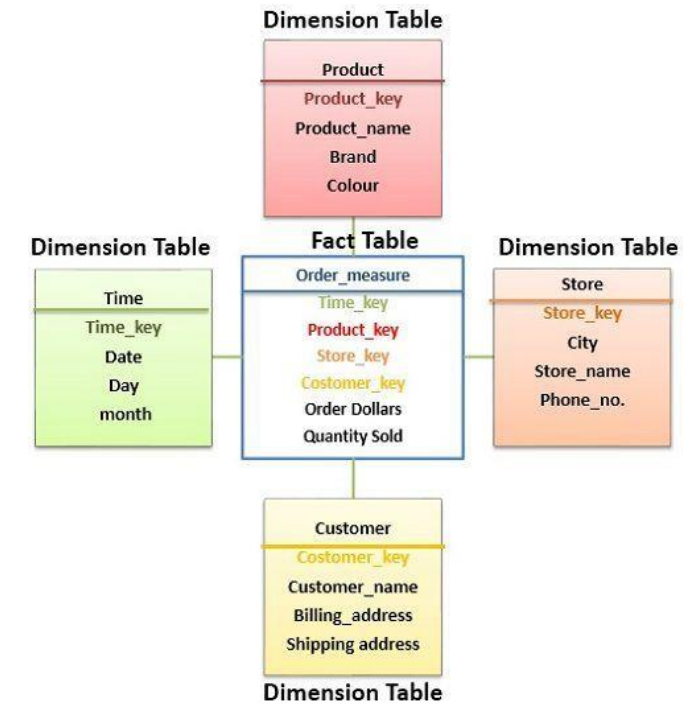 Dimension Table
Product
Product_key
Product_name
Brand
Colour
Dimension Table
Time
Time_key
Date
Day
month
Fact Table
Order_measure
Time_key
Product_key
Store_key
Costomer_key
Order Dollars
Quantity Sold
Dimension Table
Store
Store_key
City
Store_name
Phone_no.
Customer
Costomer_key
Customer_name
Billing_address
Shipping address
Dimension Table